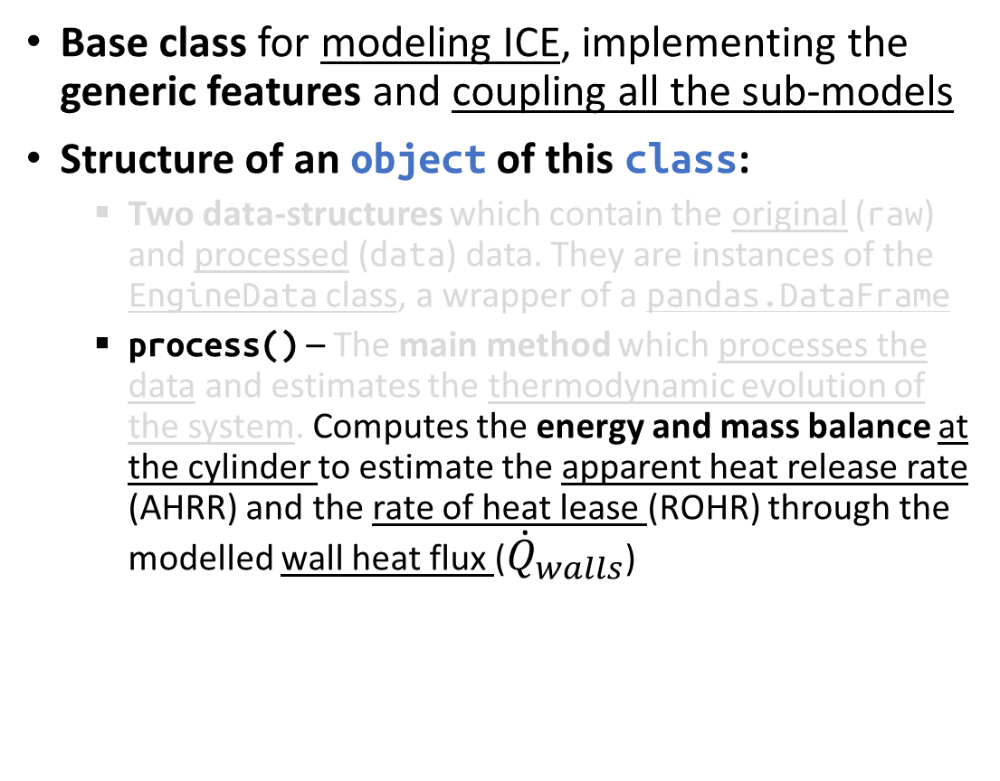 • Base class for modeling ICE, implementing the
generic features and coupling all the sub-models
• Structure of an object of this class:
▪ Two data-structures which contain the original (raw)
and processed (data) data. They are instances of the
EngineData class, a wrapper of a pandas.DataFrame
▪ process() – The main method which processes the
data and estimates the thermodynamic evolution of
the system. Computes the energy and mass balance at
the cylinder to estimate the apparent heat release rate
(AHRR) and the rate of heat lease (ROHR) through the
modelled wall heat flux (Q̇_walls)